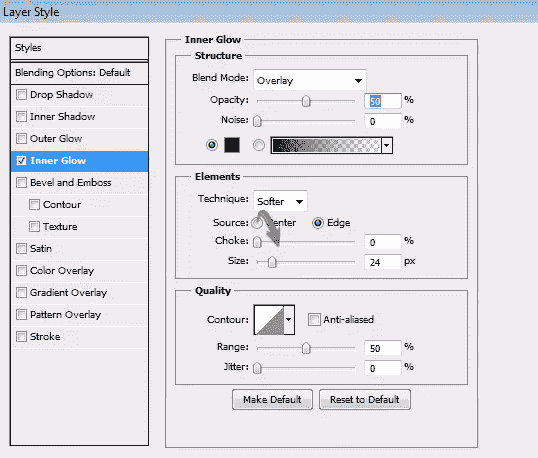 Layer Style
Styles
Blending Options: Default
Drop Shadow
Inner Shadow
Outer Glow
Inner Glow
Bevel and Emboss
Contour
Texture
Satin
Color Overlay
Gradient Overlay
Pattern Overlay
Stroke
Inner Glow
Structure
Blend Mode: Overlay
Opacity: 50 %
Noise: 0 %
Elements
Technique: Softer
Source: Center Edge
Choke: 0 %
Size: 24 px
Quality
Contour: Anti-aliased
Range: 50 %
Jitter: 0 %
Make Default Reset to Default